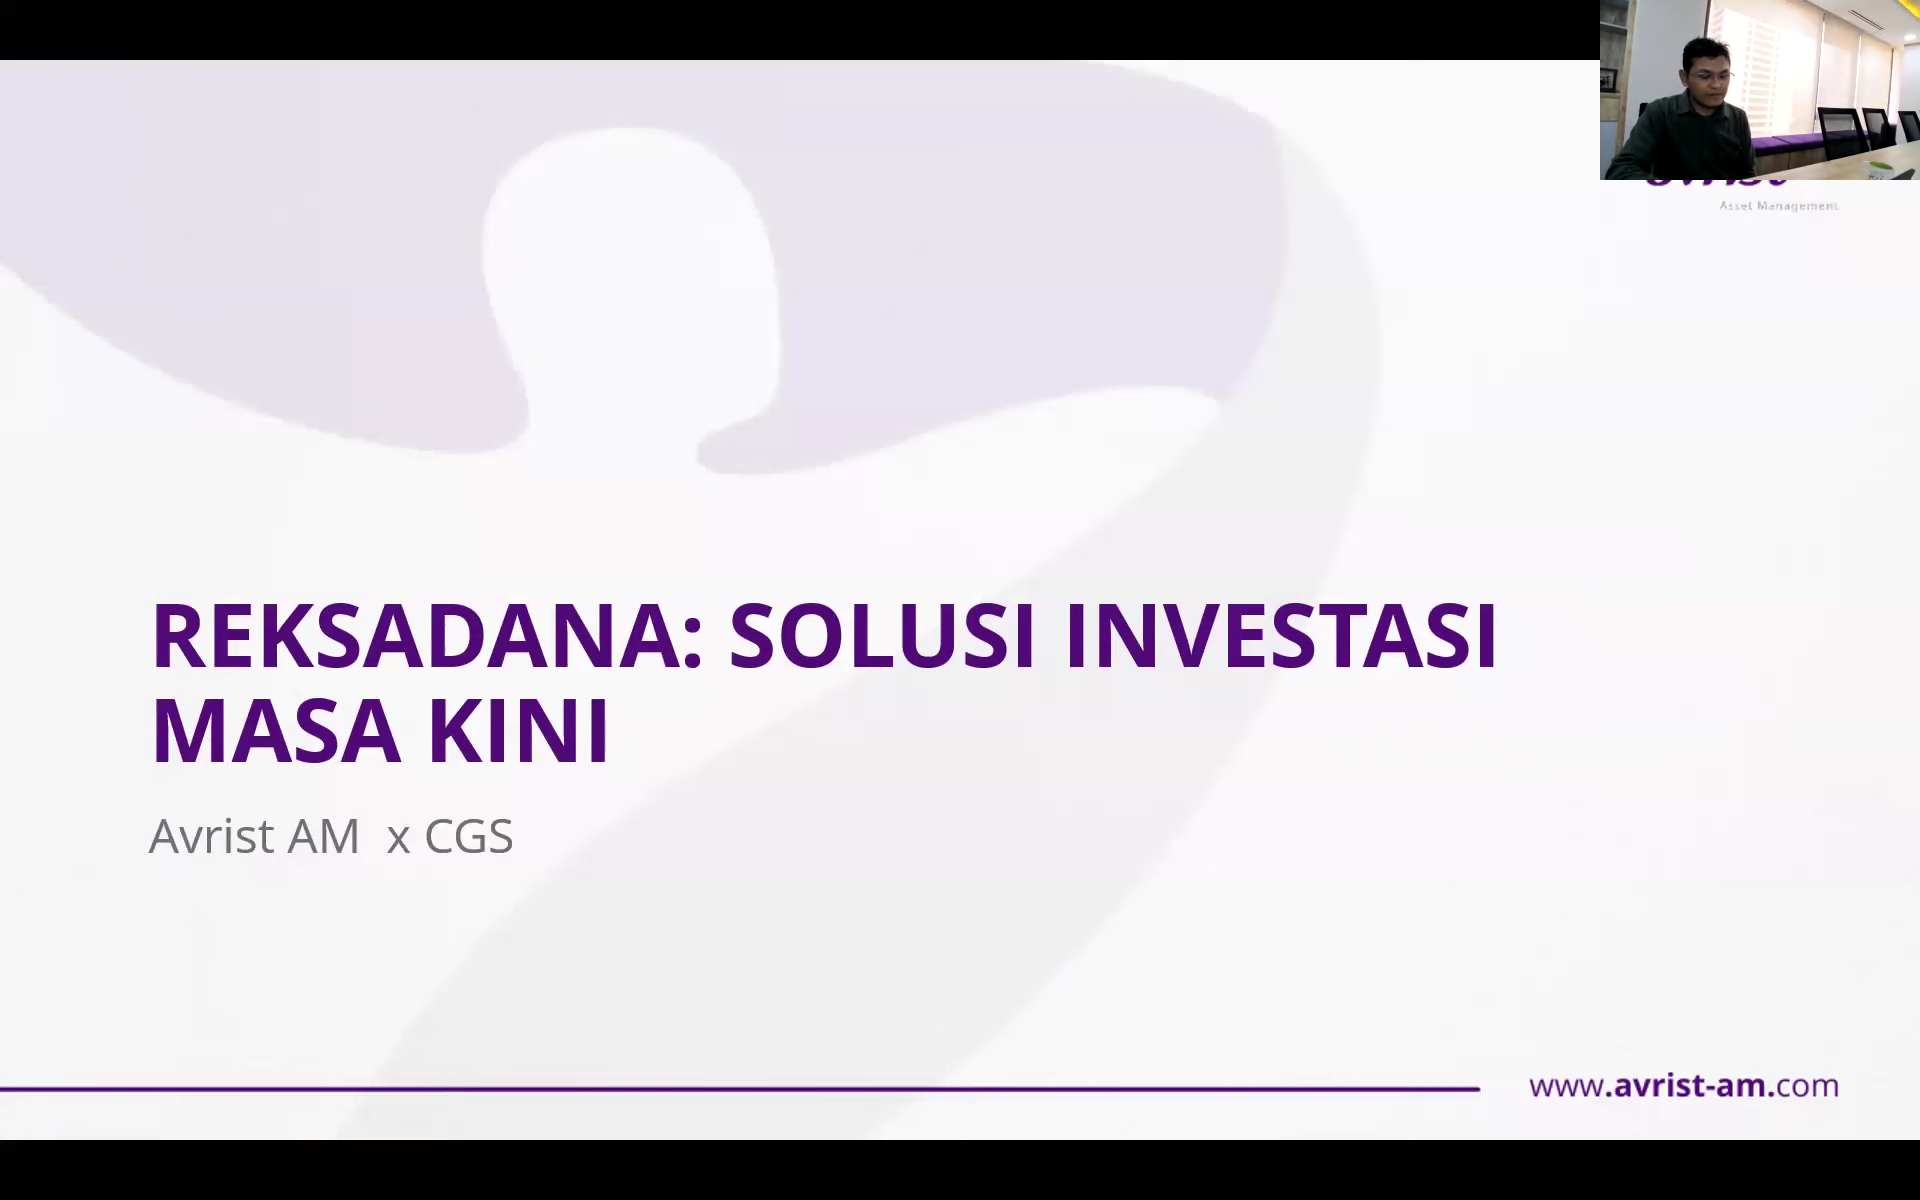 Asset Management
REKSADANA: SOLUSI INVESTASI
MASA KINI
Avrist AM x CGS
www.avrist-am.com